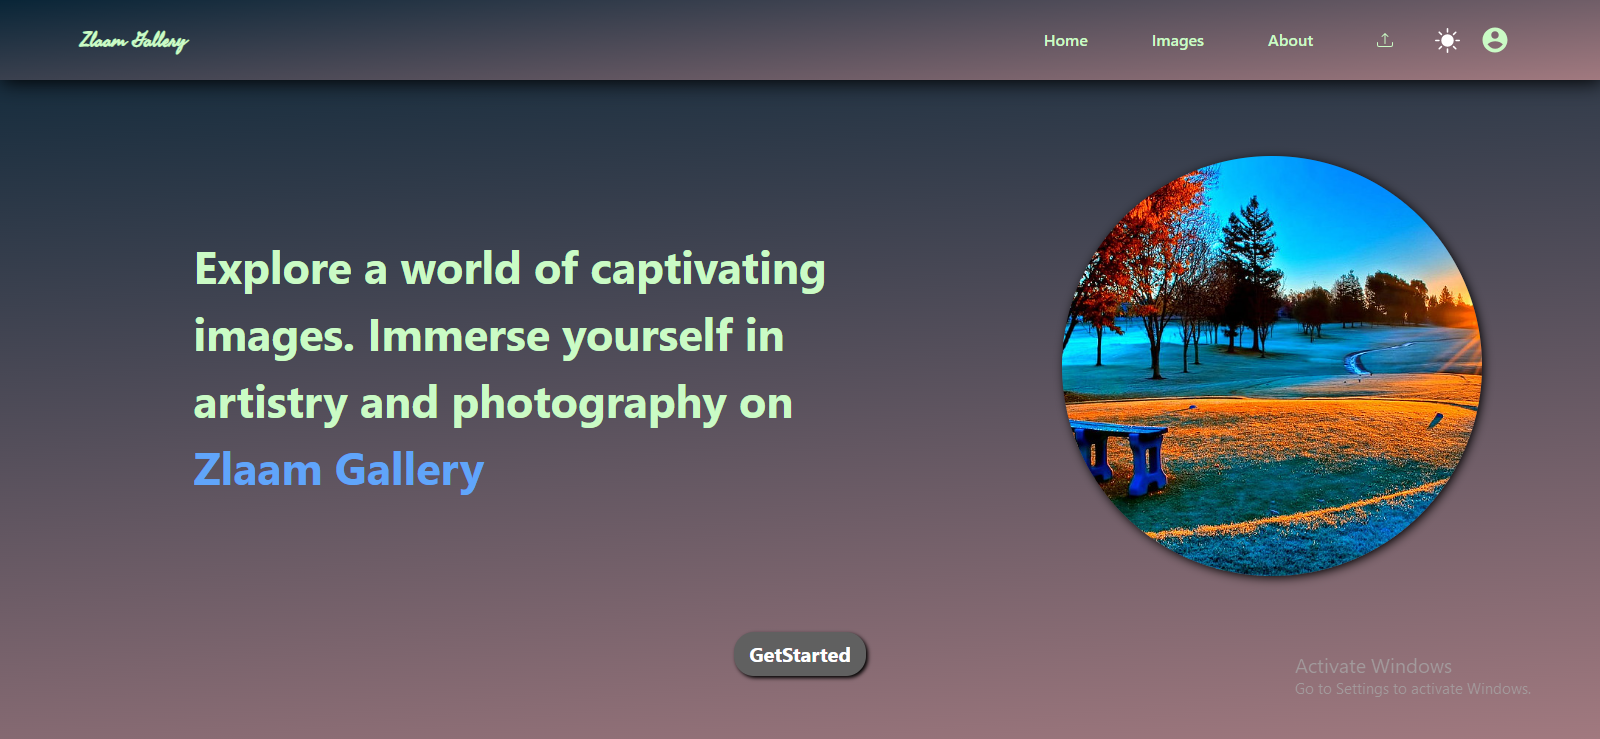 Zlaam Gallery
Home
Images
About
Explore a world of captivating
images. Immerse yourself in
artistry and photography on
Zlaam Gallery
GetStarted
Activate Windows
Go to Settings to activate Windows.